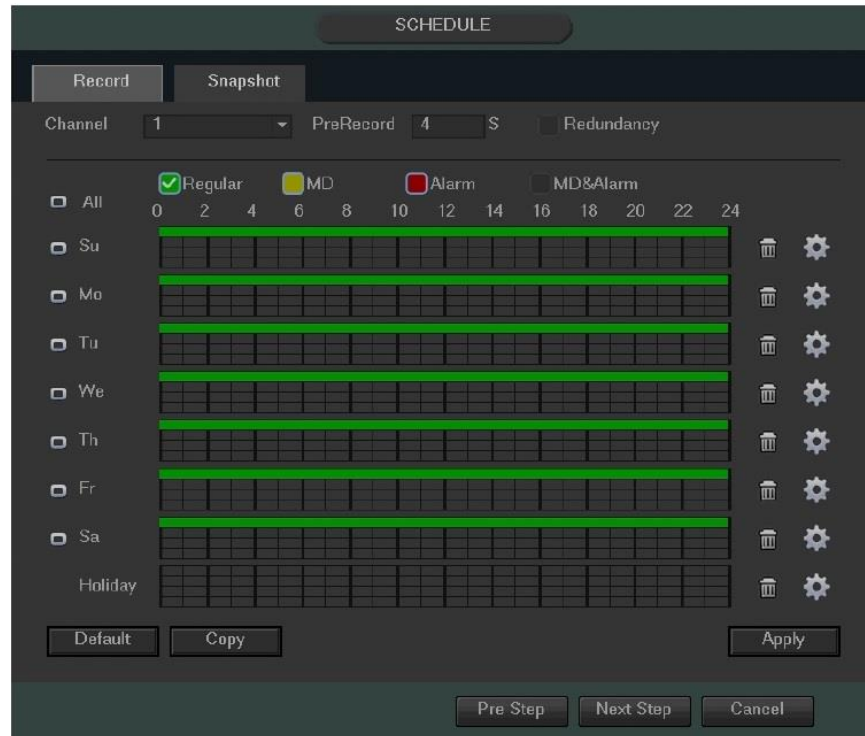 SCHEDULE
Record Snapshot
Channel 1 PreRecord 4 S Redundancy
Regular MD Alarm MD&Alarm
All
0 2 4 6 8 10 12 14 16 18 20 22 24
Su
Mo
Tu
We
Th
Fr
Sa
Holiday
Default Copy Apply
Pre Step Next Step Cancel